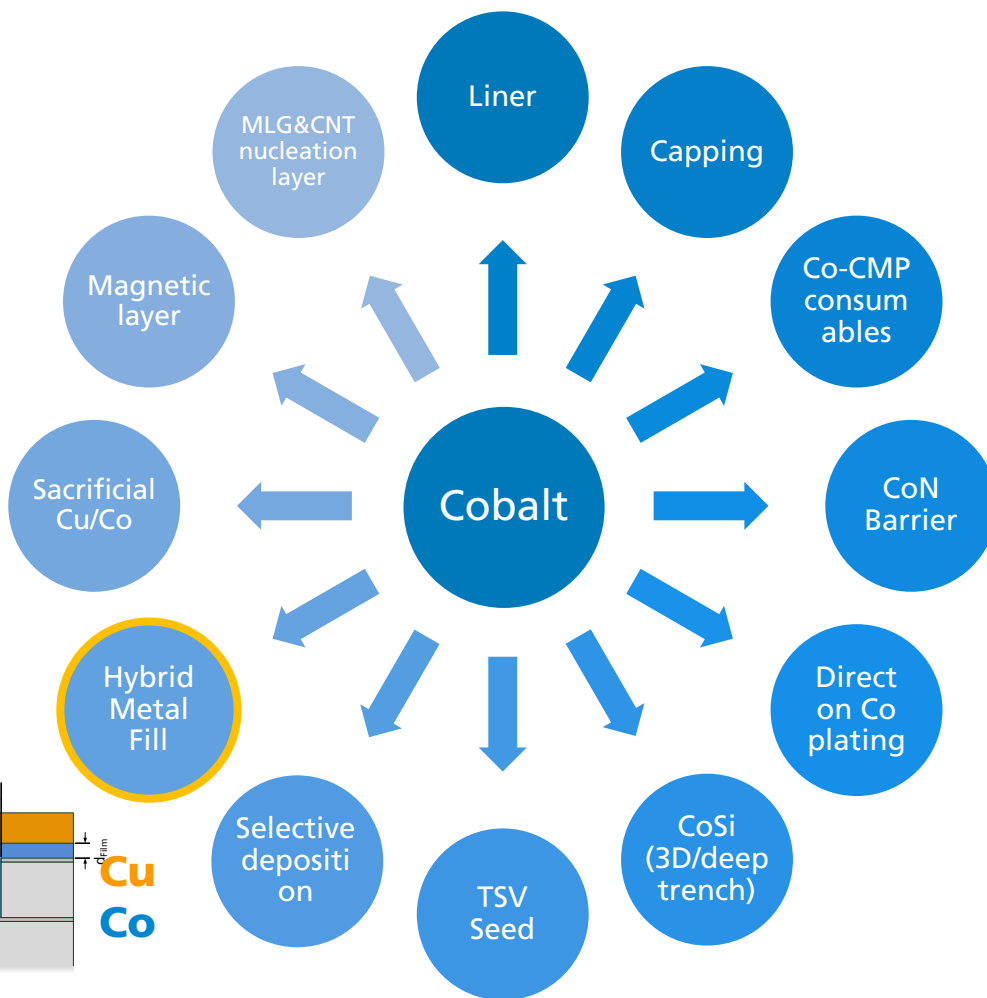 Liner
MLG&CNT
nucleation
layer
Capping
Magnetic
layer
Co-CMP
consum
ables
Sacrificial
Cu/Co
Cobalt
CoN
Barrier
Hybrid
Metal
Fill
Direct
on Co
plating
Selective
depositi
on
TSV
Seed
CoSi
(3D/deep
trench)
dFilm
Cu
Co